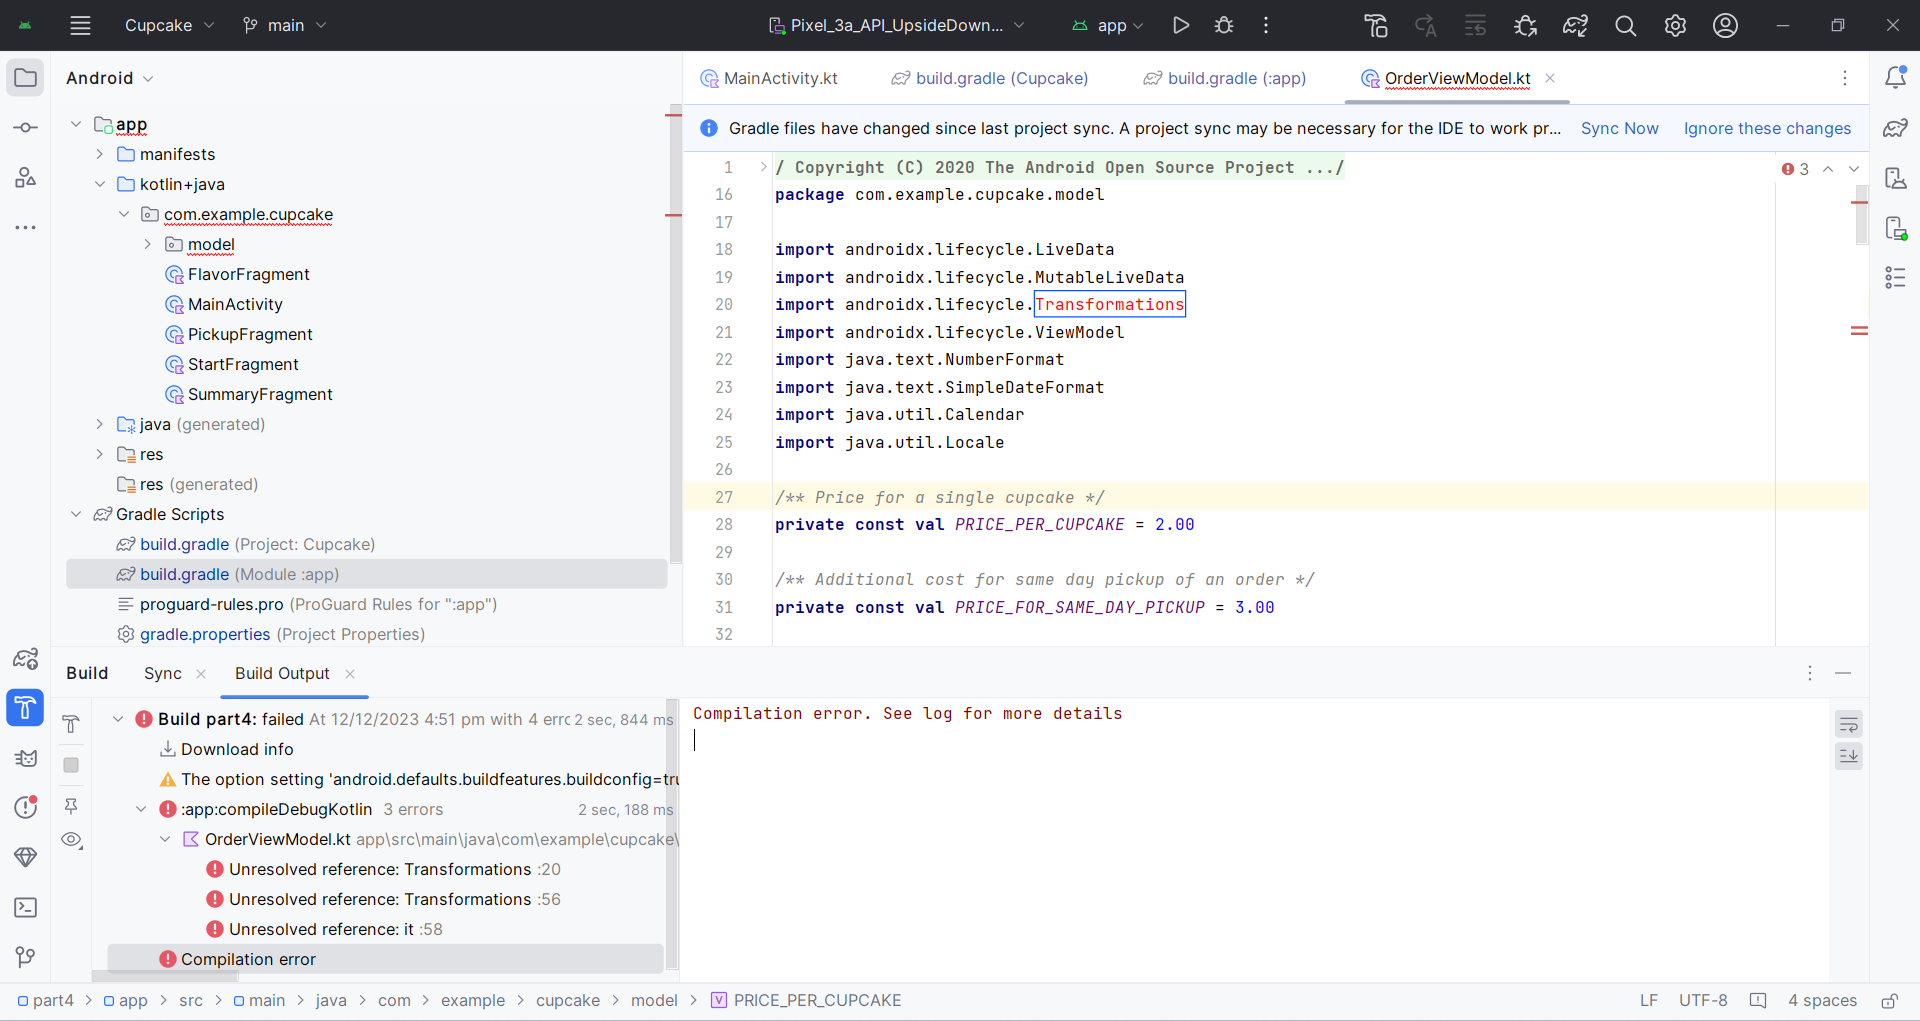 Cupcake
main
Pixel_3a_API_UpsideDown...
app
Android
app
manifests
kotlin+java
com.example.cupcake
model
FlavorFragment
MainActivity
PickupFragment
StartFragment
SummaryFragment
java (generated)
res
res (generated)
Gradle Scripts
build.gradle (Project: Cupcake)
build.gradle (Module :app)
proguard-rules.pro (ProGuard Rules for ":app")
gradle.properties (Project Properties)
MainActivity.kt
build.gradle (Cupcake)
build.gradle (:app)
OrderViewModel.kt
Gradle files have changed since last project sync. A project sync may be necessary for the IDE to work pr... Sync Now Ignore these changes
3
1 / Copyright (C) 2020 The Android Open Source Project .../
16 package com.example.cupcake.model
17
18 import androidx.lifecycle.LiveData
19 import androidx.lifecycle.MutableLiveData
20 import androidx.lifecycle.Transformations
21 import androidx.lifecycle.ViewModel
22 import java.text.NumberFormat
23 import java.text.SimpleDateFormat
24 import java.util.Calendar
25 import java.util.Locale
26
27 /** Price for a single cupcake */
28 private const val PRICE_PER_CUPCAKE = 2.00
29
30 /** Additional cost for same day pickup of an order */
31 private const val PRICE_FOR_SAME_DAY_PICKUP = 3.00
32
Build
Sync
Build Output
Build part4: failed At 12/12/2023 4:51 pm with 4 errc 2 sec, 844 ms
Download info
The option setting 'android.defaults.buildfeatures.buildconfig=tru
:app:compileDebugKotlin 3 errors 2 sec, 188 ms
OrderViewModel.kt app\src\main\java\com\example\cupcake\
Unresolved reference: Transformations :20
Unresolved reference: Transformations :56
Unresolved reference: it :58
Compilation error
Compilation error. See log for more details
part4 > app > src > main > java > com > example > cupcake > model > V PRICE_PER_CUPCAKE
LF UTF-8 4 spaces